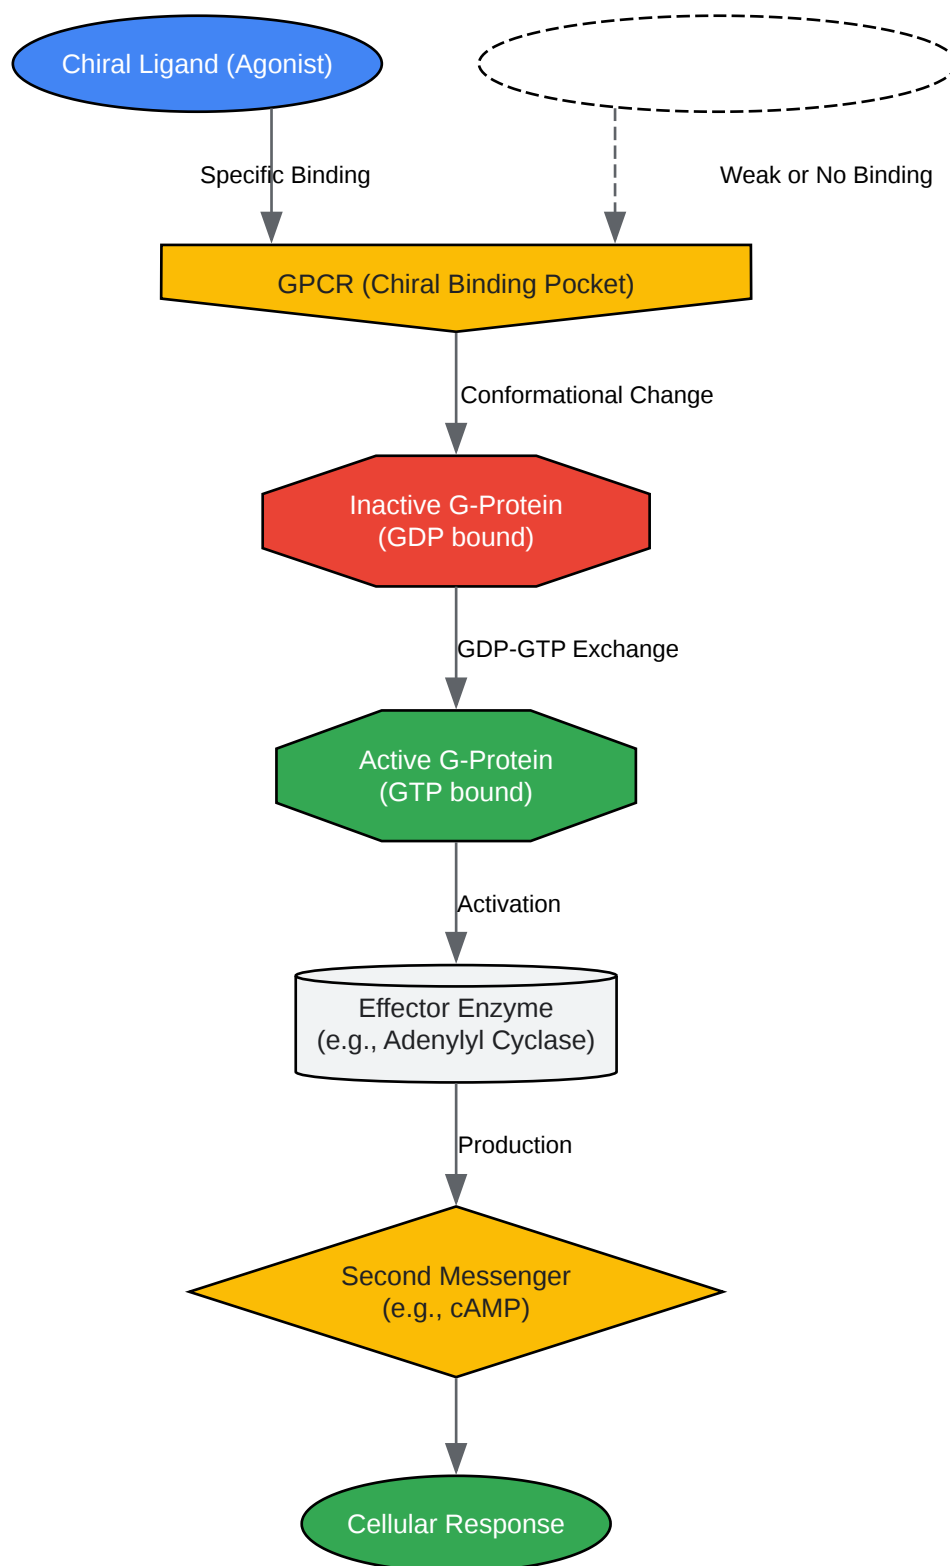 Chiral Ligand (Agonist)
Specific Binding
Weak or No Binding
GPCR (Chiral Binding Pocket)
Conformational Change
Inactive G-Protein
(GDP bound)
GDP-GTP Exchange
Active G-Protein
(GTP bound)
Activation
Effector Enzyme
(e.g., Adenylyl Cyclase)
Production
Second Messenger
(e.g., cAMP)
Cellular Response